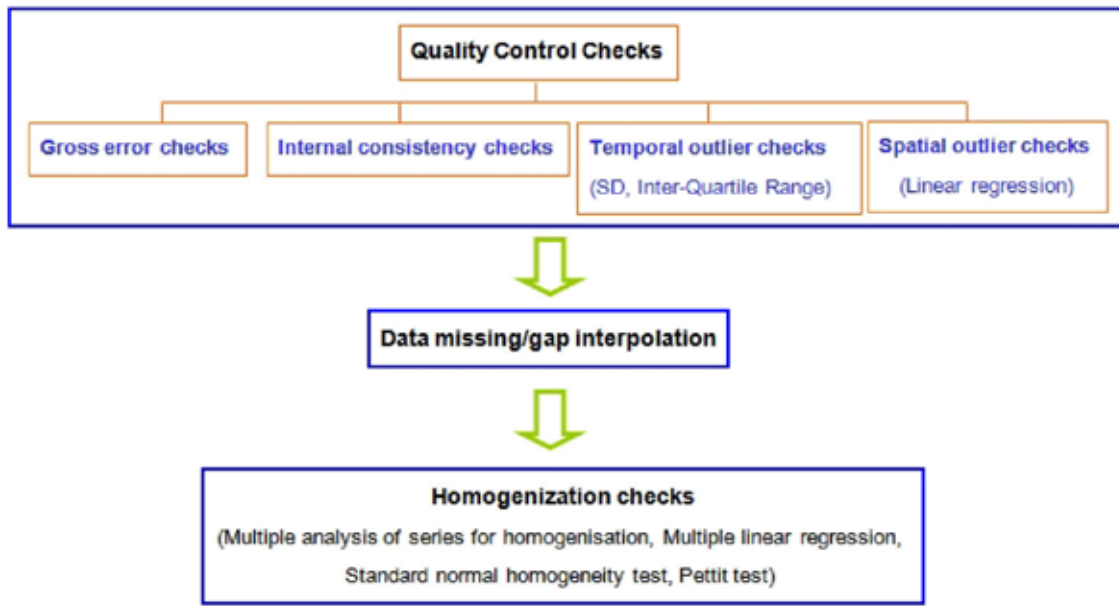 Quality Control Checks
Gross error checks
Internal consistency checks
Temporal outlier checks
(SD, Inter-Quartile Range)
Spatial outlier checks
(Linear regression)
Data missing/gap interpolation
Homogenization checks
(Multiple analysis of series for homogenisation, Multiple linear regression,
Standard normal homogeneity test, Pettit test)